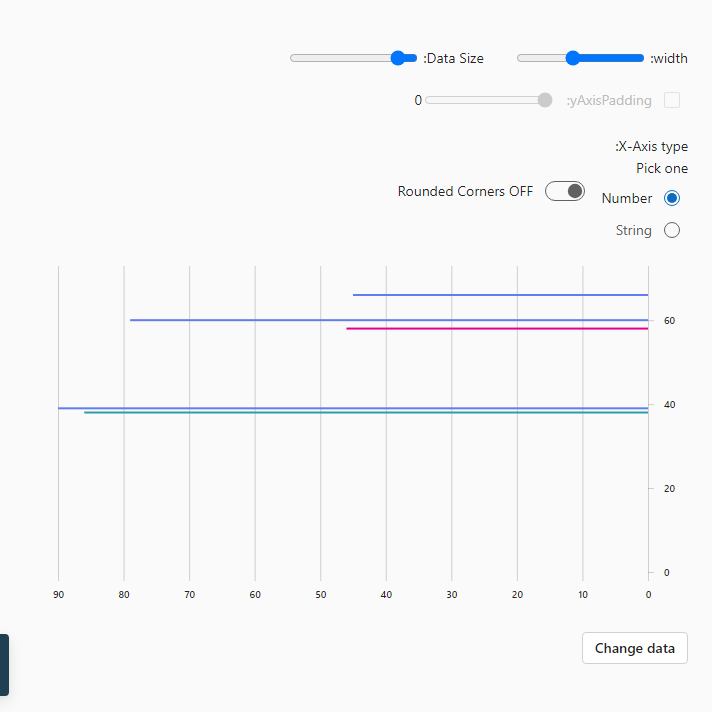 :width
:Data Size
:yAxisPadding
0
:X-Axis type
Pick one
Number
Rounded Corners OFF
String
60
40
20
0
90 80 70 60 50 40 30 20 10 0
Change data